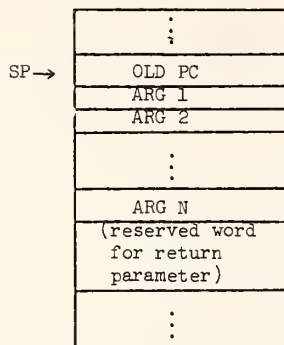 SP→
OLD PC
ARG 1
ARG 2
ARG N
(reserved word
for return
parameter)